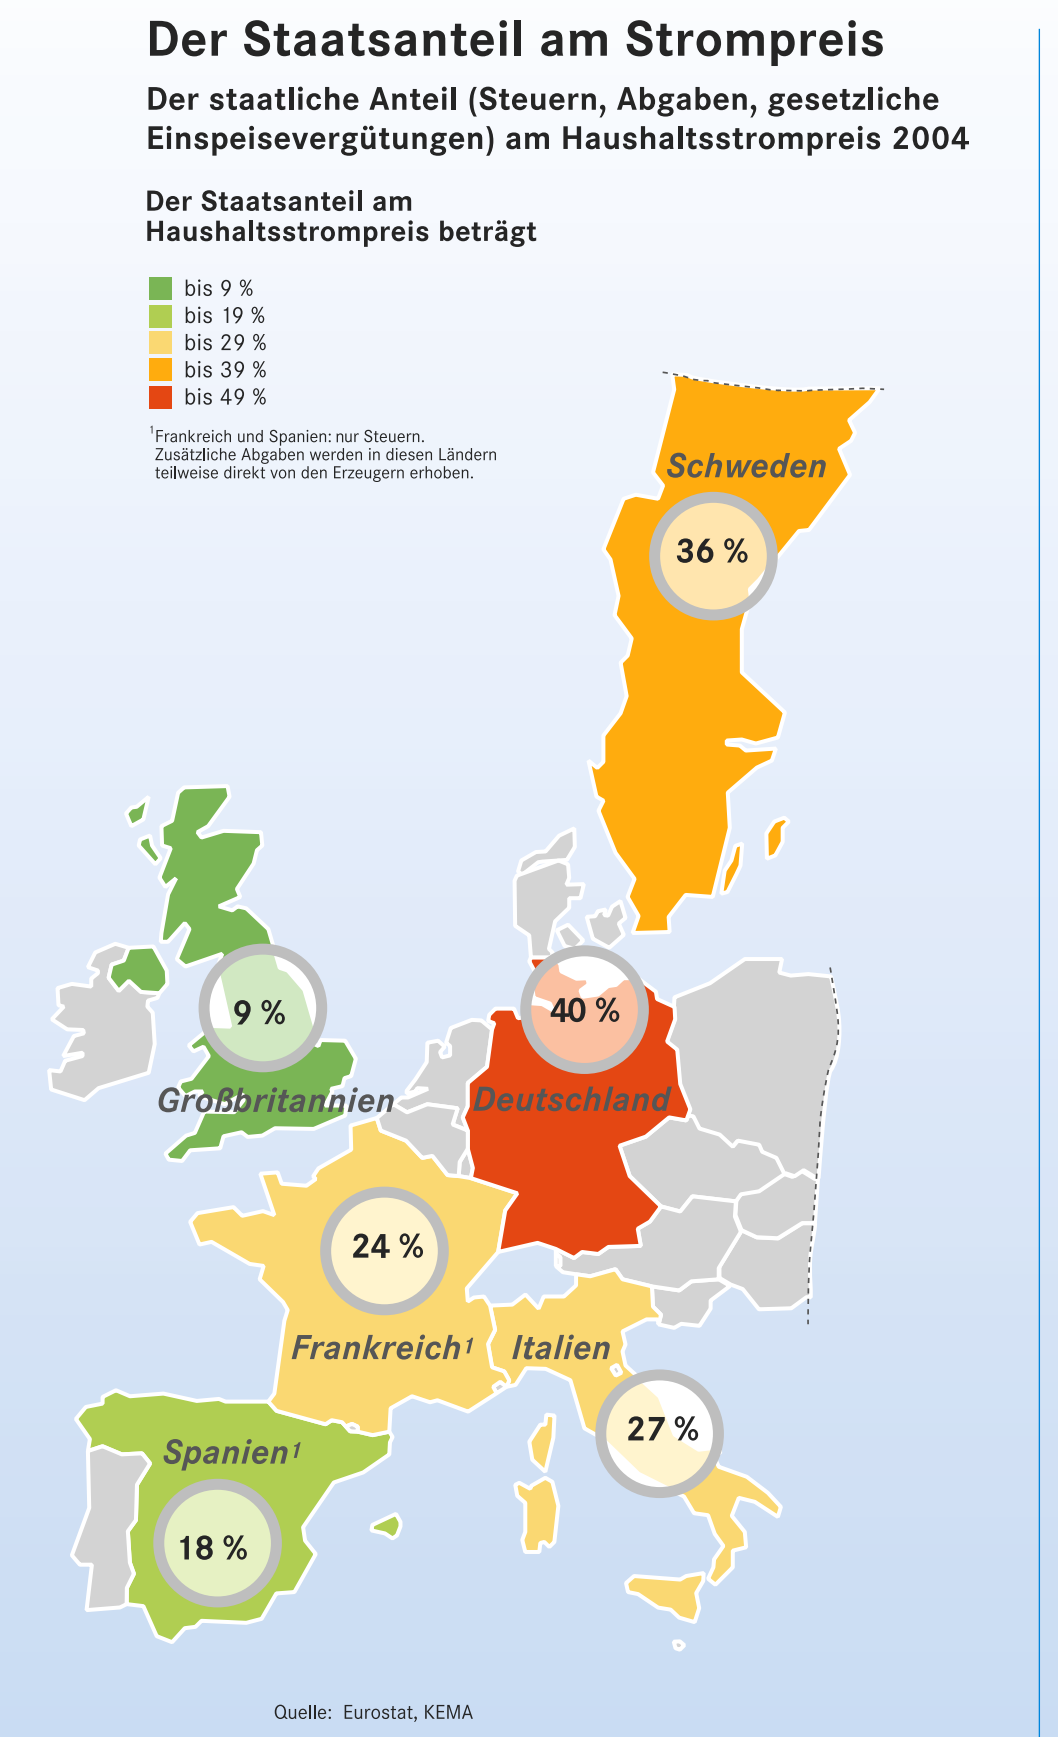 Der Staatsanteil am Strompreis
Der staatliche Anteil (Steuern, Abgaben, gesetzliche
Einspeisevergütungen) am Haushaltsstrompreis 2004
Der Staatsanteil am
Haushaltsstrompreis beträgt
bis 9 %
bis 19 %
bis 29 %
bis 39 %
bis 49 %
¹Frankreich und Spanien: nur Steuern.
Zusätzliche Abgaben werden in diesen Ländern
teilweise direkt von den Erzeugern erhoben.
Schweden
36 %
9 %
40 %
Großbritannien
Deutschland
24 %
Frankreich¹
Italien
27 %
Spanien¹
18 %
Quelle: Eurostat, KEMA